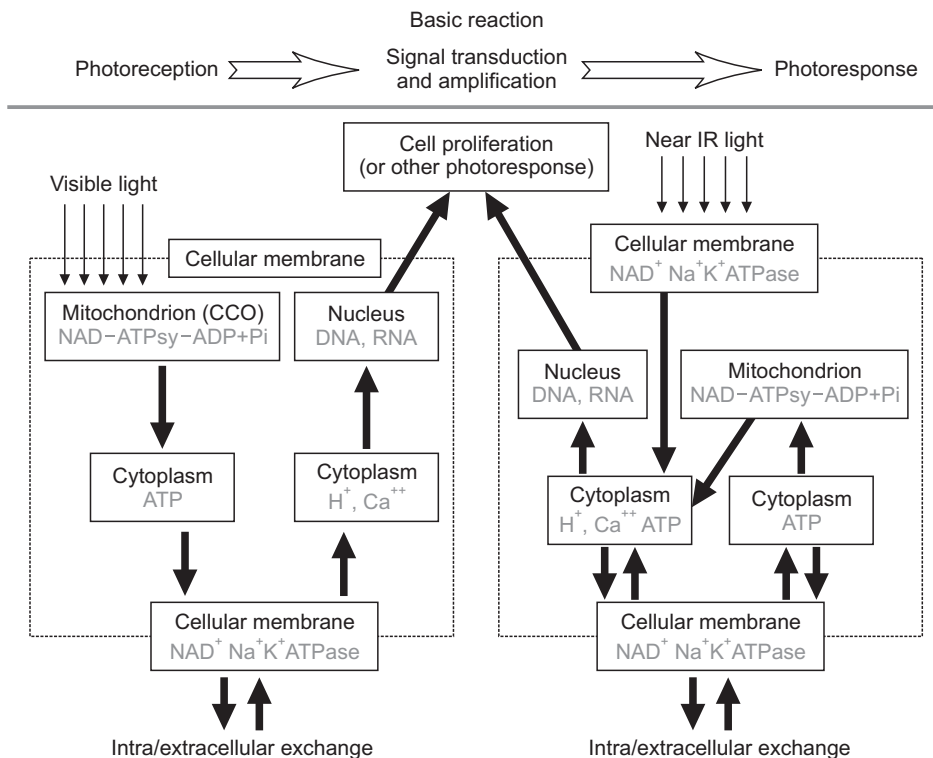 Basic reaction
Photoreception
Signal transduction
and amplification
Photoresponse
Cell proliferation
(or other photoresponse)
Visible light
Cellular membrane
Mitochondrion (CCO)
NAD–ATPsy–ADP+Pi
Nucleus
DNA, RNA
Cytoplasm
ATP
Cytoplasm
H⁺, Ca⁺⁺
Cellular membrane
NAD⁺ Na⁺K⁺ATPase
Intra/extracellular exchange
Near IR light
Cellular membrane
NAD⁺ Na⁺K⁺ATPase
Nucleus
DNA, RNA
Mitochondrion
NAD–ATPsy–ADP+Pi
Cytoplasm
H⁺, Ca⁺⁺ ATP
Cytoplasm
ATP
Cellular membrane
NAD⁺ Na⁺K⁺ATPase
Intra/extracellular exchange